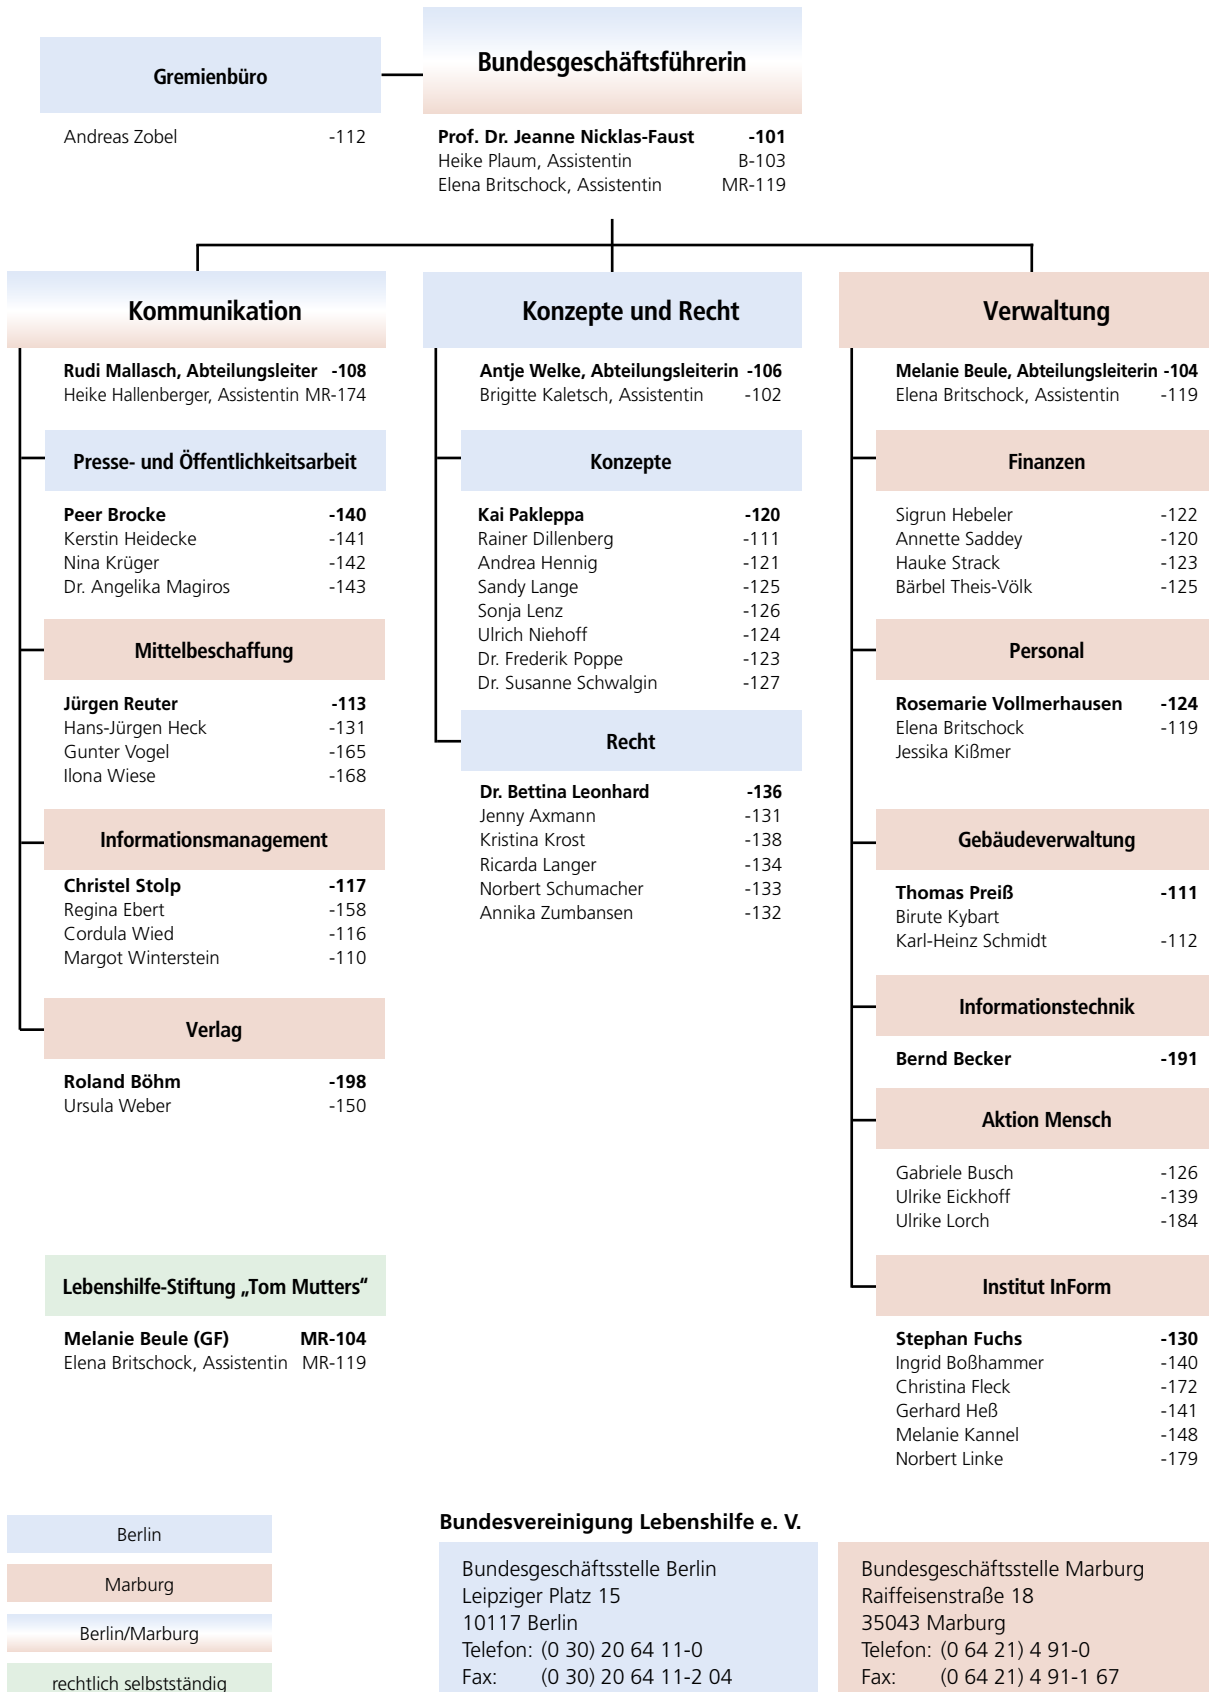 Gremienbüro
Andreas Zobel -112
Bundesgeschäftsführerin
Prof. Dr. Jeanne Nicklas-Faust -101
Heike Plaum, Assistentin B-103
Elena Britschock, Assistentin MR-119
Kommunikation
Rudi Mallasch, Abteilungsleiter -108
Heike Hallenberger, Assistentin MR-174
Presse- und Öffentlichkeitsarbeit
Peer Brocke -140
Kerstin Heidecke -141
Nina Krüger -142
Dr. Angelika Magiros -143
Mittelbeschaffung
Jürgen Reuter -113
Hans-Jürgen Heck -131
Gunter Vogel -165
Ilona Wiese -168
Informationsmanagement
Christel Stolp -117
Regina Ebert -158
Cordula Wied -116
Margot Winterstein -110
Verlag
Roland Böhm -198
Ursula Weber -150
Konzepte und Recht
Antje Welke, Abteilungsleiterin -106
Brigitte Kaletsch, Assistentin -102
Konzepte
Kai Pakleppa -120
Rainer Dillenberg -111
Andrea Hennig -121
Sandy Lange -125
Sonja Lenz -126
Ulrich Niehoff -124
Dr. Frederik Poppe -123
Dr. Susanne Schwalgin -127
Recht
Dr. Bettina Leonhard -136
Jenny Axmann -131
Kristina Krost -138
Ricarda Langer -134
Norbert Schumacher -133
Annika Zumbansen -132
Verwaltung
Melanie Beule, Abteilungsleiterin -104
Elena Britschock, Assistentin -119
Finanzen
Sigrun Hebeler -122
Annette Saddey -120
Hauke Strack -123
Bärbel Theis-Völk -125
Personal
Rosemarie Vollmerhausen -124
Elena Britschock -119
Jessika Kißmer
Gebäudeverwaltung
Thomas Preiß -111
Birute Kybart
Karl-Heinz Schmidt -112
Informationstechnik
Bernd Becker -191
Aktion Mensch
Gabriele Busch -126
Ulrike Eickhoff -139
Ulrike Lorch -184
Institut InForm
Stephan Fuchs -130
Ingrid Boßhammer -140
Christina Fleck -172
Gerhard Heß -141
Melanie Kannel -148
Norbert Linke -179
Lebenshilfe-Stiftung „Tom Mutters“
Melanie Beule (GF) MR-104
Elena Britschock, Assistentin MR-119
Berlin
Marburg
Berlin/Marburg
rechtlich selbstständig
Bundesvereinigung Lebenshilfe e. V.
Bundesgeschäftsstelle Berlin
Leipziger Platz 15
10117 Berlin
Telefon: (0 30) 20 64 11-0
Fax: (0 30) 20 64 11-2 04
Bundesgeschäftsstelle Marburg
Raiffeisenstraße 18
35043 Marburg
Telefon: (0 64 21) 4 91-0
Fax: (0 64 21) 4 91-1 67